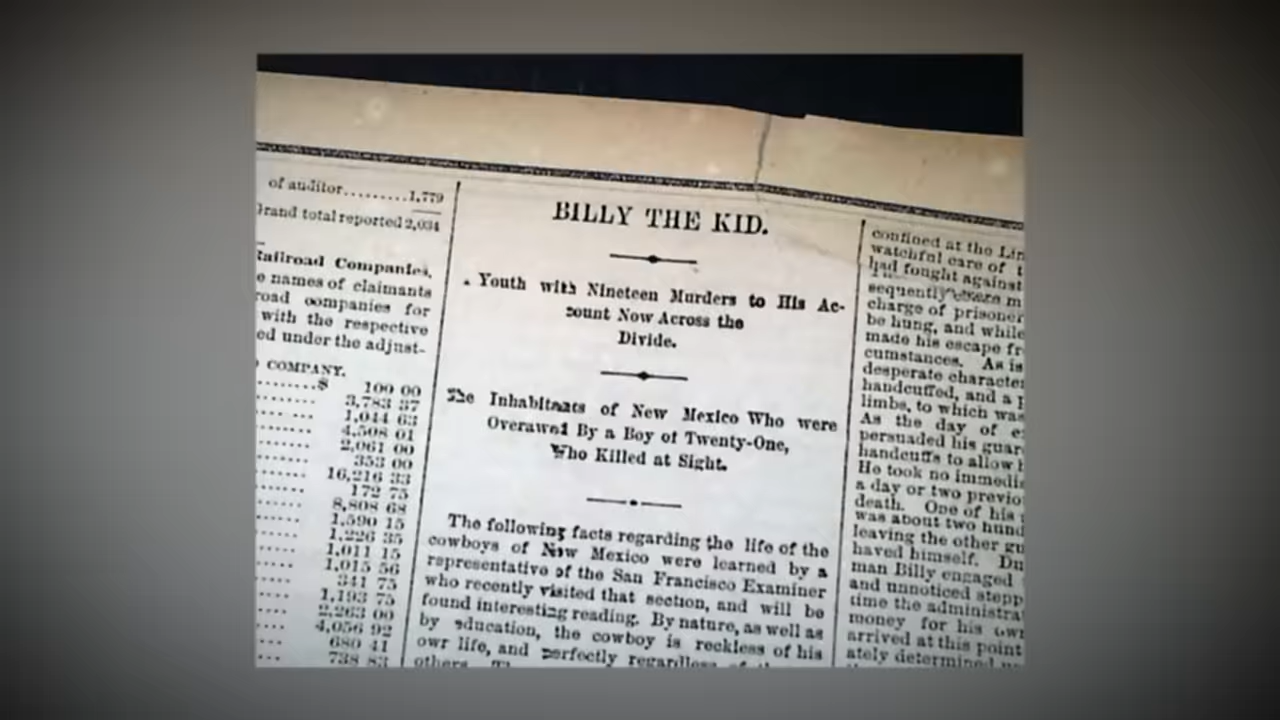 of auditor.........1,779
Grand total reported 2,034
Railroad Companies.
e names of claimants
road companies for
with the respective
ed under the adjust-
COMPANY.
........$ 100 00
........ 3,783 37
........ 1,044 63
........ 4,508 01
....... 2,061 00
....... 353 00
...... 16,216 33
...... 172 75
...... 8,808 68
..... 1,590 15
..... 1,226 35
..... 1,011 15
..... 1,015 56
.... 341 75
.... 1,193 75
.... 2,263 00
.... 4,056 92
... 680 41
... 738 83
BILLY THE KID.
Youth with Nineteen Murders to His Ac-
count Now Across the
Divide.
The Inhabitants of New Mexico Who were
Overawed By a Boy of Twenty-One,
Who Killed at Sight.
The following facts regarding the life of the
cowboys of New Mexico were learned by a
representative of the San Francisco Examiner
who recently visited that section, and will be
found interesting reading. By nature, as well as
by education, the cowboy is reckless of his
owr life, and perfectly regardless of
others.
confined at the Lin
watchful care of t
had fought against
sequently were m
charge of prisoner
be hung, and while
made his escape fr
cumstances. As is
desperate character
handcuffed, and a p
limbs, to which was
As the day of e
persuaded his guar
handcuffs to allow h
He took no immedia
a day or two previo
death. One of his
was about two hund
leaving the other gu
haved himself. Du
man Billy engaged
and unnoticed stepp
time the administra
money for his own
arrived at this point
ately determined